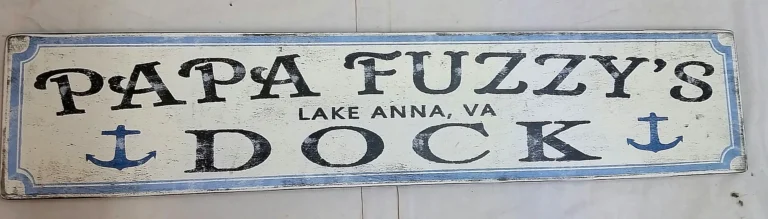 PAPA FUZZY'S
LAKE ANNA, VA
DOCK